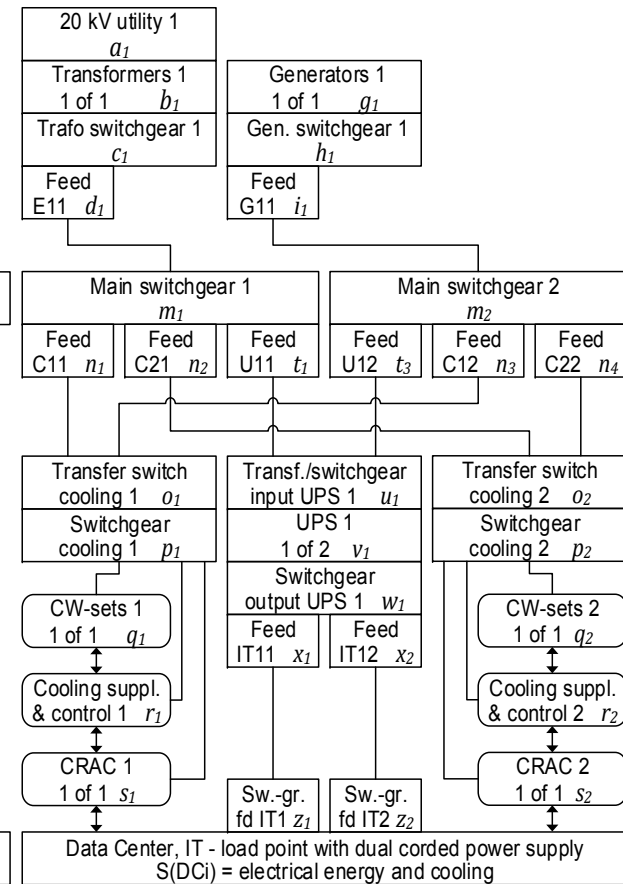 20 kV utility 1
a1
Transformers 1
1 of 1 b1
Trafo switchgear 1
c1
Feed
E11 d1
Generators 1
1 of 1 g1
Gen. switchgear 1
h1
Feed
G11 i1
Main switchgear 1
m1
Feed
C11 n1
Feed
C21 n2
Feed
U11 t1
Main switchgear 2
m2
Feed
U12 t3
Feed
C12 n3
Feed
C22 n4
Transfer switch
cooling 1 o1
Switchgear
cooling 1 p1
CW-sets 1
1 of 1 q1
Cooling suppl.
& control 1 r1
CRAC 1
1 of 1 s1
Transf./switchgear
input UPS 1 u1
UPS 1
1 of 2 v1
Switchgear
output UPS 1 w1
Feed
IT11 x1
Feed
IT12 x2
Sw.-gr.
fd IT1 z1
Sw.-gr.
fd IT2 z2
Transfer switch
cooling 2 o2
Switchgear
cooling 2 p2
CW-sets 2
1 of 1 q2
Cooling suppl.
& control 2 r2
CRAC 2
1 of 1 s2
Data Center, IT - load point with dual corded power supply
S(DCi) = electrical energy and cooling